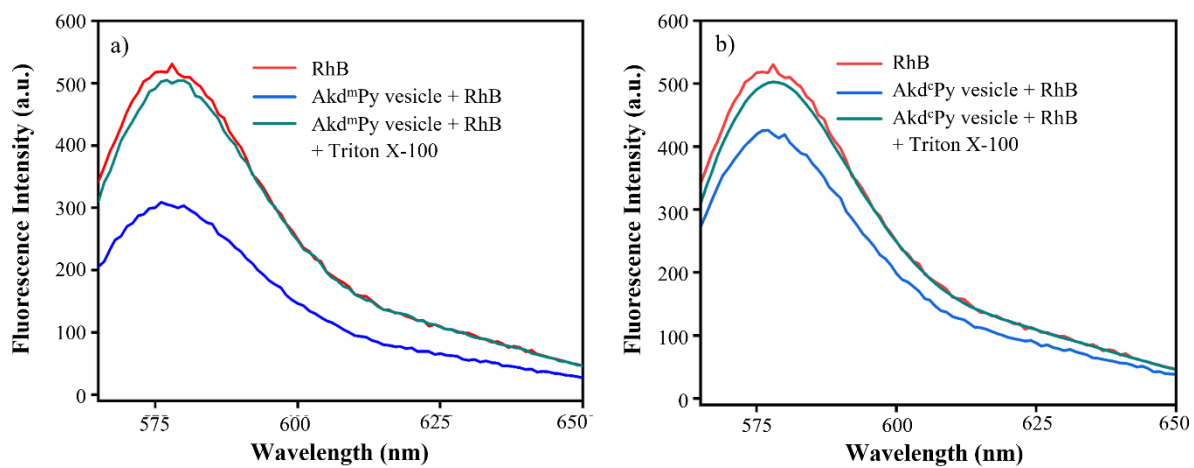 a)
RhB
AkdᵐPy vesicle + RhB
AkdᵐPy vesicle + RhB
+ Triton X-100
Fluorescence Intensity (a.u.)
600
500
400
300
200
100
0
575
600
625
650
Wavelength (nm)
b)
RhB
AkdᵉPy vesicle + RhB
AkdᵉPy vesicle + RhB
+ Triton X-100
Fluorescence Intensity (a.u.)
600
500
400
300
200
100
0
575
600
625
650
Wavelength (nm)